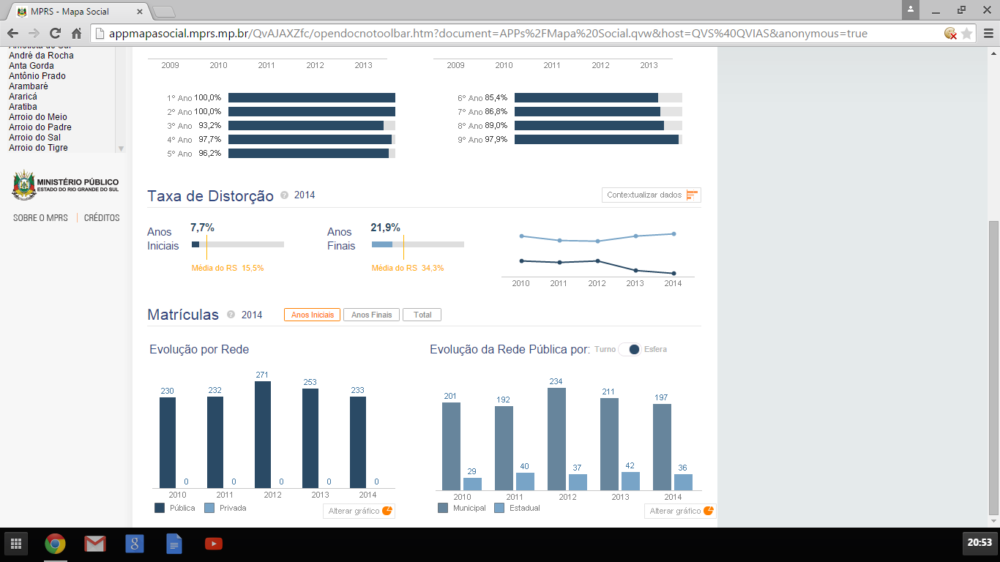 MPRS - Mapa Social
appmapasocial.mprs.mp.br/QvAJAXZfc/opendocnotoolbar.htm?document=APPs%2FMapa%20Social.qvw&host=QVS%40QVIAS&anonymous=true
André da Rocha
Anta Gorda
Antônio Prado
Arambaré
Araricá
Aratiba
Arroio do Meio
Arroio do Padre
Arroio do Sal
Arroio do Tigre
MINISTÉRIO PÚBLICO
ESTADO DO RIO GRANDE DO SUL
SOBRE O MPRS CRÉDITOS
2009 2010 2011 2012 2013
1º Ano 100,0%
2º Ano 100,0%
3º Ano 93,2%
4º Ano 97,7%
5º Ano 96,2%
2009 2010 2011 2012 2013
6º Ano 85,4%
7º Ano 86,8%
8º Ano 89,0%
9º Ano 97,9%
Taxa de Distorção ? 2014
Contextualizar dados
Anos Iniciais
7,7%
Média do RS 15,5%
Anos Finais
21,9%
Média do RS 34,3%
2010 2011 2012 2013 2014
Matrículas ? 2014
Anos Iniciais Anos Finais Total
Evolução por Rede
230 232 271 253 233
0 0 0 0 0
2010 2011 2012 2013 2014
Pública Privada
Alterar gráfico
Evolução da Rede Pública por: Turno Esfera
201 192 234 211 197
29 40 37 42 36
2010 2011 2012 2013 2014
Municipal Estadual
Alterar gráfico
20:53